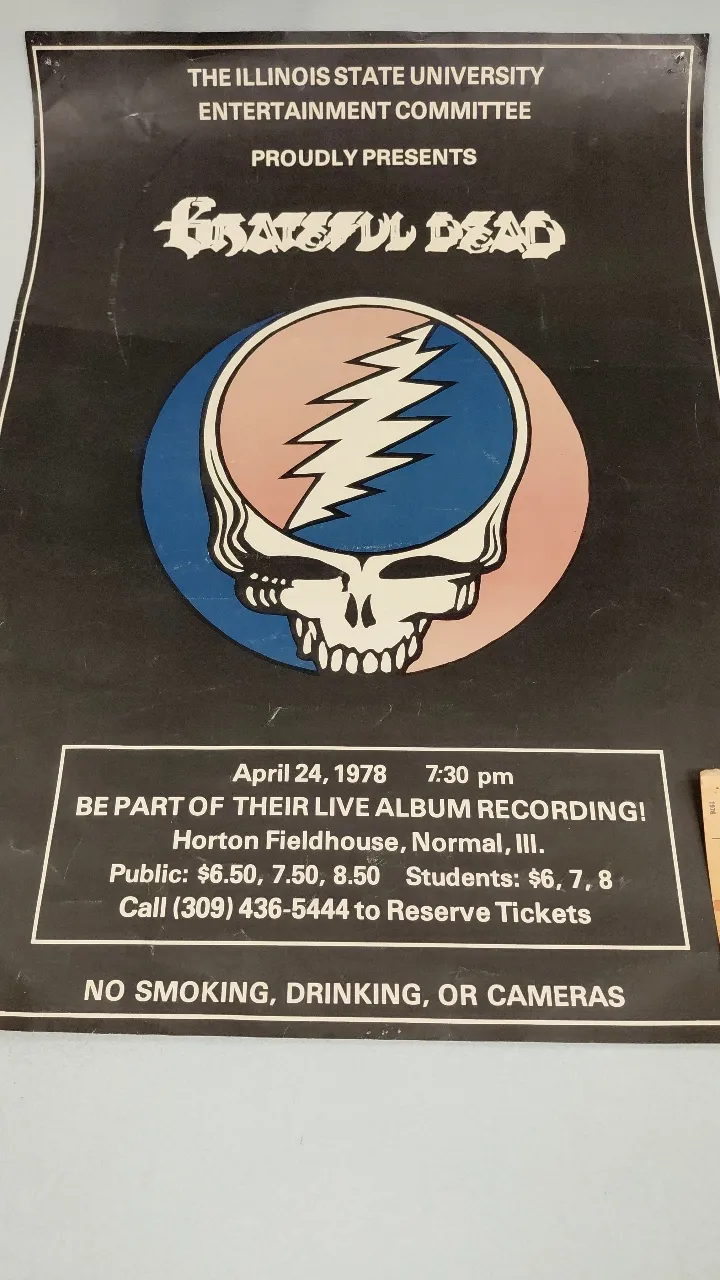 THE ILLINOIS STATE UNIVERSITY
ENTERTAINMENT COMMITTEE
PROUDLY PRESENTS
GRATEFUL DEAD
April 24, 1978 7:30 pm
BE PART OF THEIR LIVE ALBUM RECORDING!
Horton Fieldhouse, Normal, Ill.
Public: $6.50, 7.50, 8.50 Students: $6, 7, 8
Call (309) 436-5444 to Reserve Tickets
NO SMOKING, DRINKING, OR CAMERAS